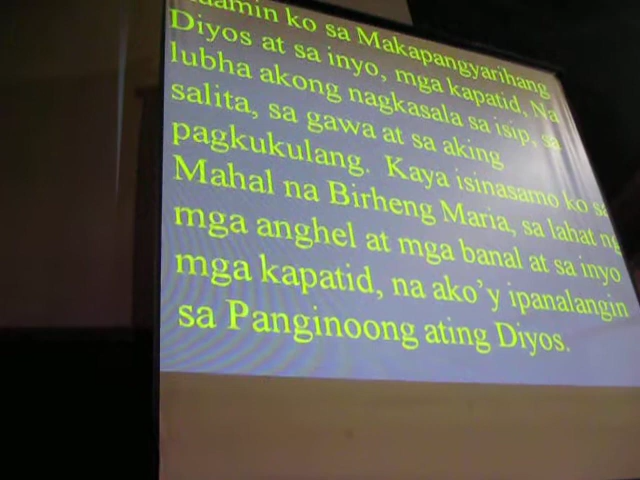 ko sa Makapangyarihang
Diyos at sa inyo, mga kapatid, Na
lubha akong nagkasala sa isip, sa
salita, sa gawa at sa aking
pagkukulang. Kaya isinasamo ko sa
Mahal na Birheng Maria, sa lahat ng
mga anghel at mga banal at sa inyo
mga kapatid, na ako'y ipanalangin
sa Panginoong ating Diyos.